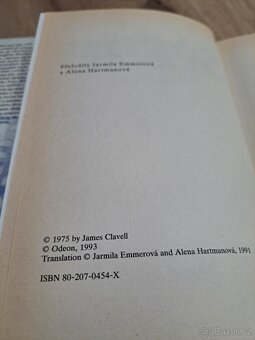 Přeložily Jarmila Emmerová
a Alena Hartmanová
© 1975 by James Clavell
© Odeon, 1993
Translation © Jarmila Emmerová and Alena Hartmanová, 1991
ISBN 80-207-0454-X